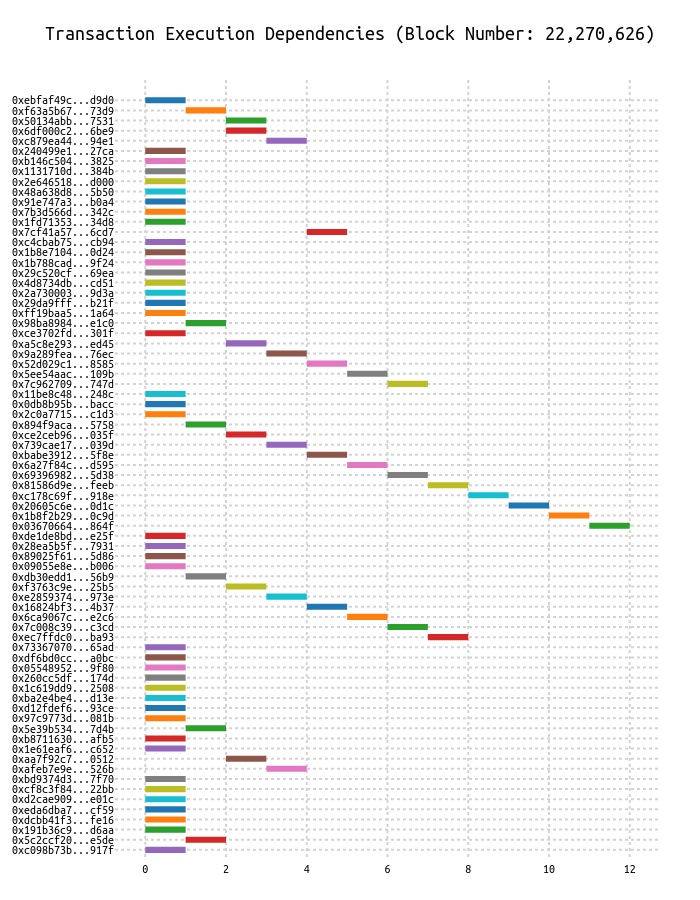 Transaction Execution Dependencies (Block Number: 22,270,626)
0xebfaf49c...d9d0
0xf63a5b67...73d9
0x50134abb...7531
0x6df000c2...6be9
0xc879ea44...94e1
0x240499e1...27ca
0xb146c504...3825
0x1131710d...384b
0x2e646518...d000
0x48a638d8...5b50
0x91e747a3...b0a4
0x7b3d566d...342c
0x1fd71353...34d8
0x7cf41a57...6cd7
0xc4cbab75...cb94
0x1b8e7104...0d24
0x1b788cad...9f24
0x29c520cf...69ea
0x4d8734db...cd51
0x2a730003...9d3a
0x29da9fff...b21f
0xff19baa5...1a64
0x98ba8984...e1c0
0xce3702fd...301f
0xa5c8e293...ed45
0x9a289fea...76ec
0x52d029c1...8585
0x5ee54aac...109b
0x7c962709...747d
0x11be8c48...248c
0x0db8b95b...bacc
0x2c0a7715...c1d3
0x894f9aca...5758
0xce2ceb96...035f
0x739cae17...039d
0xbabe3912...5f8e
0x6a27f84c...d595
0x69396982...5d38
0x81586d9e...feeb
0xc178c69f...918e
0x20605c6e...0d1c
0x1b8f2b29...0c9d
0x03670664...864f
0xde1de8bd...e25f
0x28ea5b5f...7931
0x89025f61...5d86
0x09055e8e...b006
0xdb30edd1...56b9
0xf3763c9e...25b5
0xe2859374...973e
0x16824bf3...4b37
0x6ca9067c...e2c6
0x7c008c39...c3cd
0xec7ffdc0...ba93
0x73367070...65ad
0xdf6bd0cc...a0bc
0x05548952...9f80
0x260cc5df...174d
0x1c619dd9...2508
0xba2e4be4...d13e
0xd12fdef6...93ce
0x97c9773d...081b
0x5e39b534...7d4b
0xb8711630...afb5
0x1e61eaf6...c652
0xaa7f92c7...0512
0xafeb7e9e...526b
0xbd9374d3...7f70
0xcf8c3f84...22bb
0xd2cae909...e01c
0xeda6dba7...cf59
0xdcbb41f3...fe16
0x191b36c9...d6aa
0x5c2ccf20...e5de
0xc098b73b...917f
0 2 4 6 8 10 12